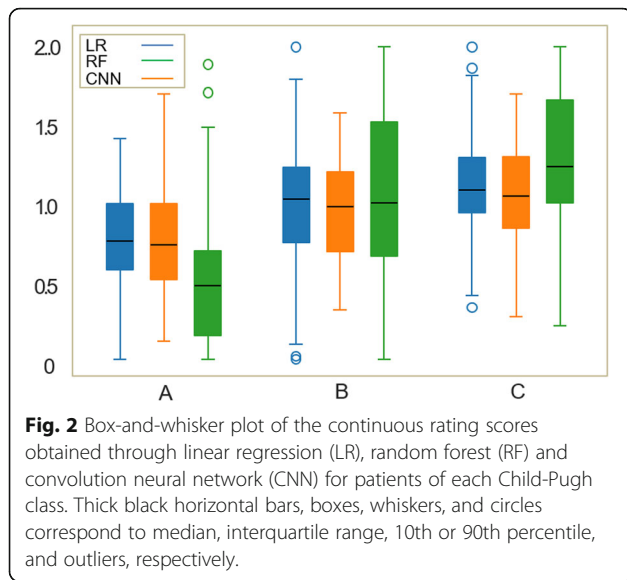 2.0
1.5
1.0
0.5
0
LR
RF
CNN
A B C
Fig. 2 Box-and-whisker plot of the continuous rating scores
obtained through linear regression (LR), random forest (RF) and
convolution neural network (CNN) for patients of each Child-Pugh
class. Thick black horizontal bars, boxes, whiskers, and circles
correspond to median, interquartile range, 10th or 90th percentile,
and outliers, respectively.